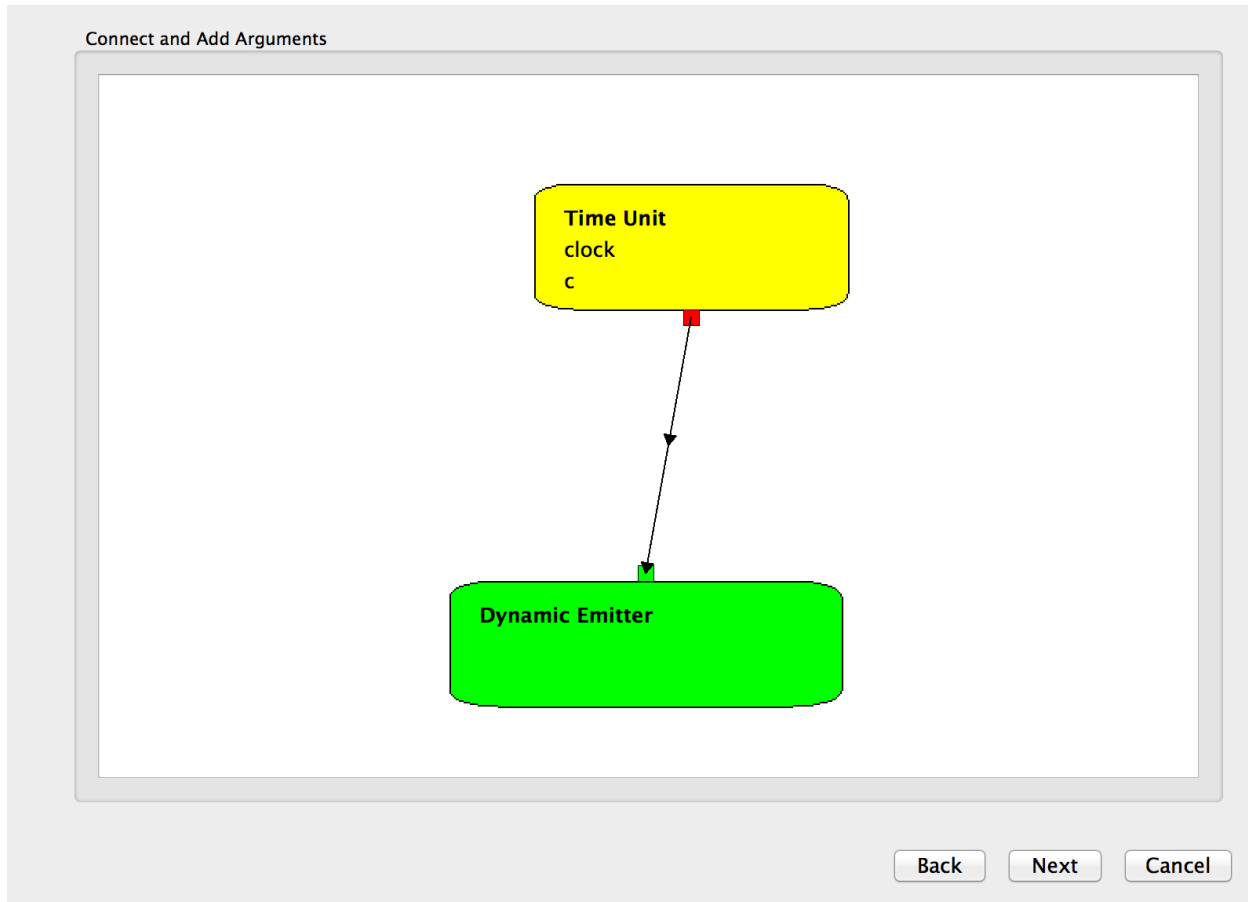 Connect and Add Arguments
Time Unit
clock
c
Dynamic Emitter
Back Next Cancel